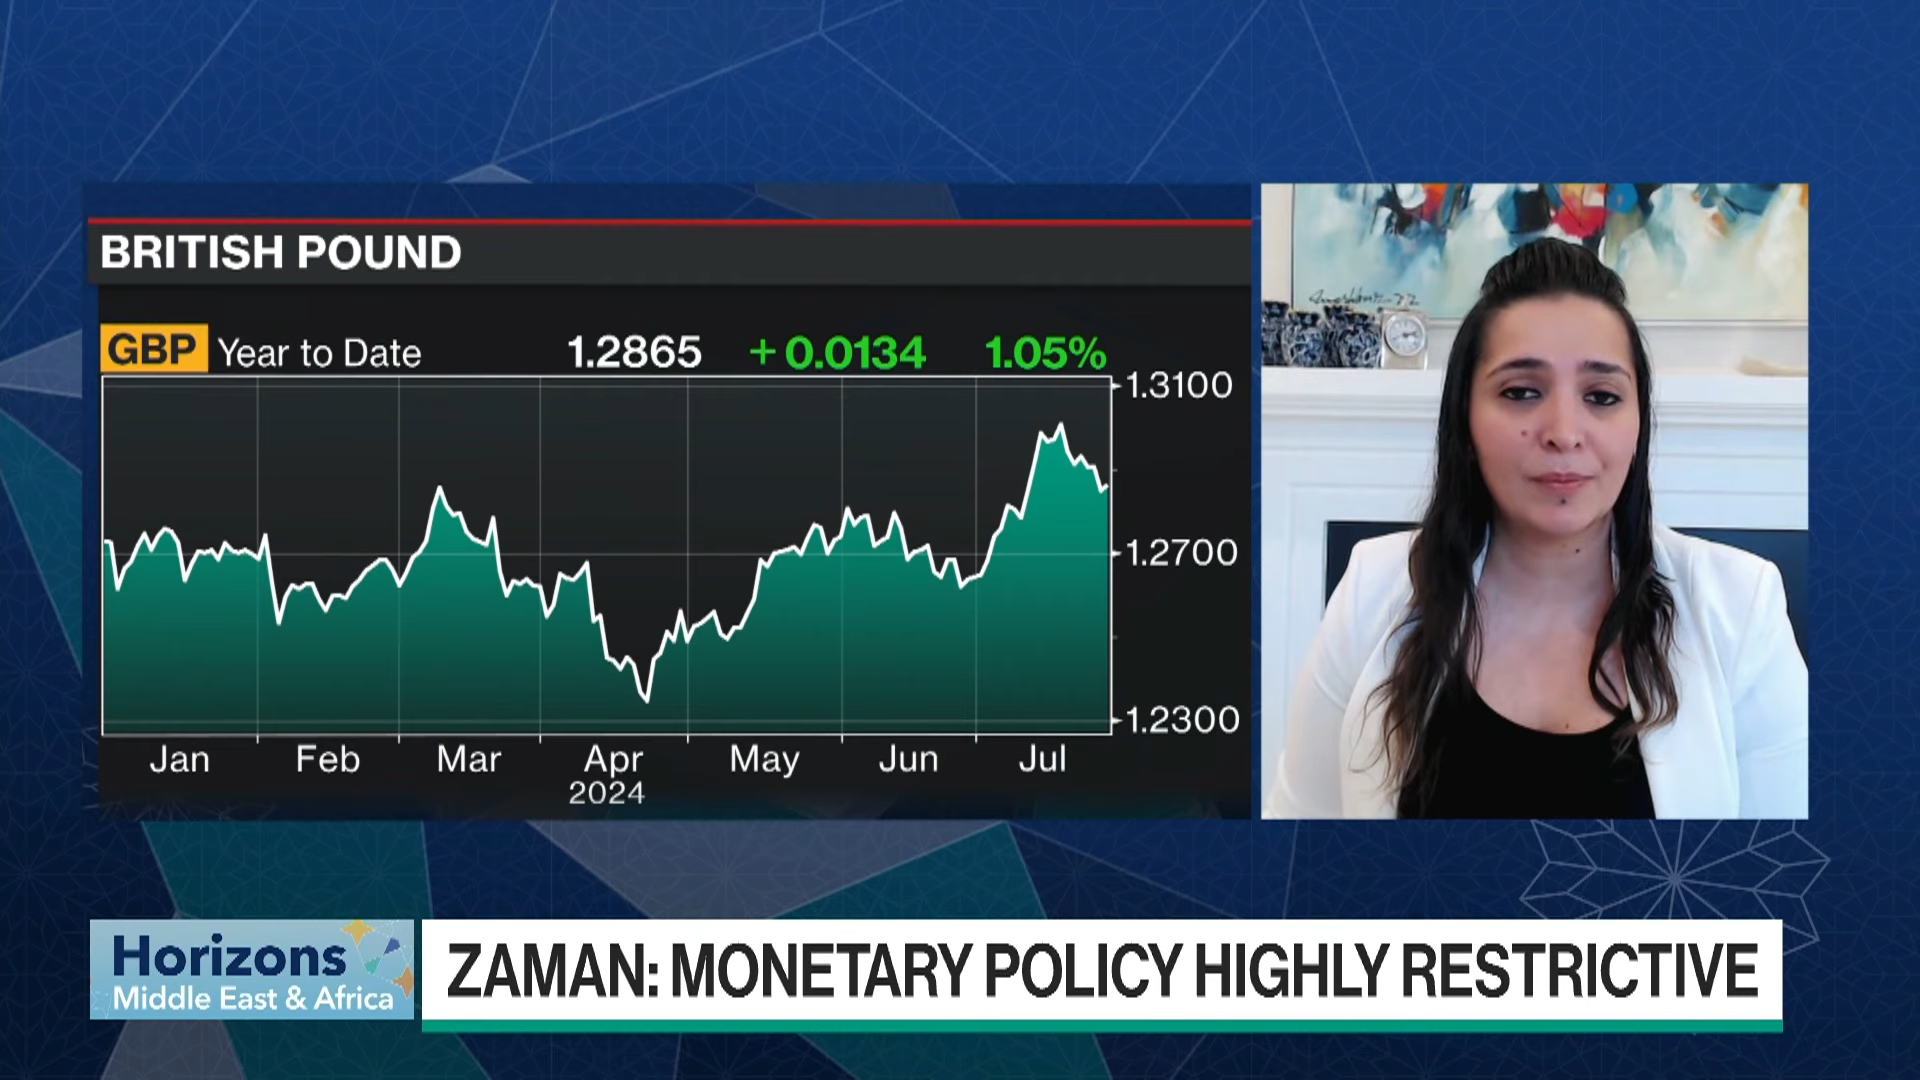 BRITISH POUND
GBP Year to Date 1.2865 +0.0134 1.05%
1.3100
1.2700
1.2300
Jan Feb Mar Apr May Jun Jul
2024
Horizons
Middle East & Africa
ZAMAN: MONETARY POLICY HIGHLY RESTRICTIVE